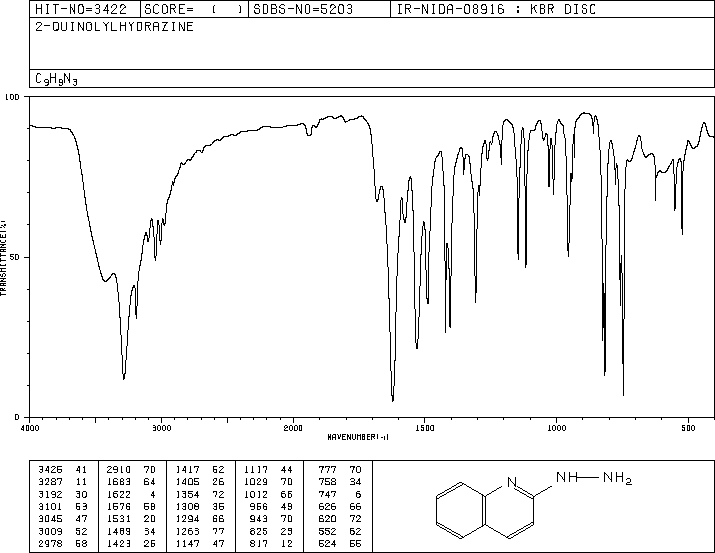 HIT-NO=3422 SCORE= ( ) SDBS-NO=5203 IR-NIDA-08916 : KBR DISC
2-QUINOLYLHYDRAZINE
C9H9N3
100
TRANSMITTANCE(%)
50
0
4000 3000 2000 1500 1000 500
WAVENUMBER(-1)
3425 41 2910 70 1417 62 1117 44 777 70
3287 11 1683 64 1405 26 1029 70 758 34
3192 30 1622 4 1354 72 1012 66 747 6
3101 53 1576 58 1308 35 956 49 626 66
3045 47 1531 20 1294 66 943 70 620 72
3009 52 1489 34 1263 77 825 23 552 62
2978 58 1423 26 1147 47 817 12 524 55
N NH NH2